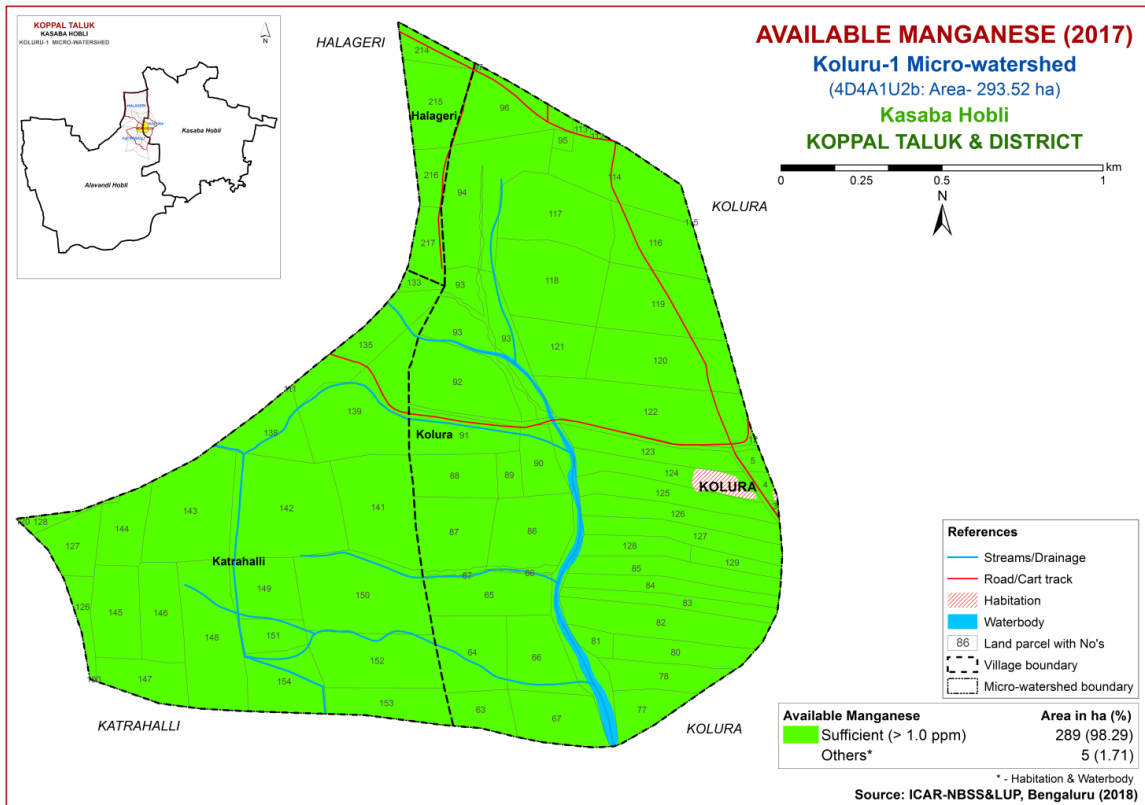 KOPPAL TALUK
KASABA HOBLI
KOLURU-1 MICRO-WATERSHED
N
HALAGERI
Kasaba Hobli
Alavandi Hobli
AVAILABLE MANGANESE (2017)
Koluru-1 Micro-watershed
(4D4A1U2b: Area- 293.52 ha)
Kasaba Hobli
KOPPAL TALUK & DISTRICT
km
0 0.25 0.5 1
N
HALAGERI
KOLURA
214
215
Halageri
96
113
95
114
216
94
117
116
217
118
133
93
119
93
93
121
135
120
92
122
139
138
Kolura
91
123
5
90
124
4
88
89
KOLURA
125
142
141
143
126
144
128
87
86
127
127
128
Katrahalli
129
85
87
149
150
65
84
83
126
145
146
148
82
151
81
64
80
152
66
147
154
78
153
63
67
77
KATRAHALLI
KOLURA
References
Streams/Drainage
Road/Cart track
Habitation
Waterbody
86 Land parcel with No's
Village boundary
Micro-watershed boundary
Available Manganese Area in ha (%)
Sufficient (> 1.0 ppm) 289 (98.29)
Others* 5 (1.71)
* - Habitation & Waterbody
Source: ICAR-NBSS&LUP, Bengaluru (2018)